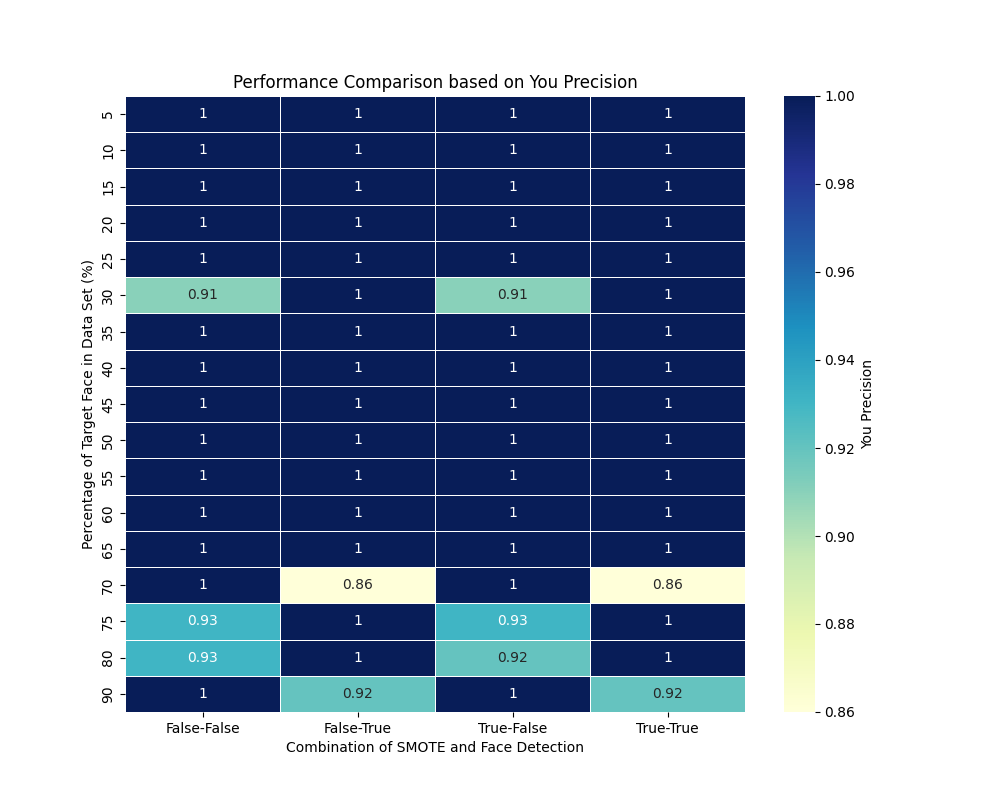 Performance Comparison based on You Precision
Percentage of Target Face in Data Set (%)
5 1 1 1 1
10 1 1 1 1
15 1 1 1 1
20 1 1 1 1
25 1 1 1 1
30 0.91 1 0.91 1
35 1 1 1 1
40 1 1 1 1
45 1 1 1 1
50 1 1 1 1
55 1 1 1 1
60 1 1 1 1
65 1 1 1 1
70 1 0.86 1 0.86
75 0.93 1 0.93 1
80 0.93 1 0.92 1
90 1 0.92 1 0.92
False-False False-True True-False True-True
Combination of SMOTE and Face Detection
1.00
0.98
0.96
0.94
0.92
0.90
0.88
0.86
You Precision